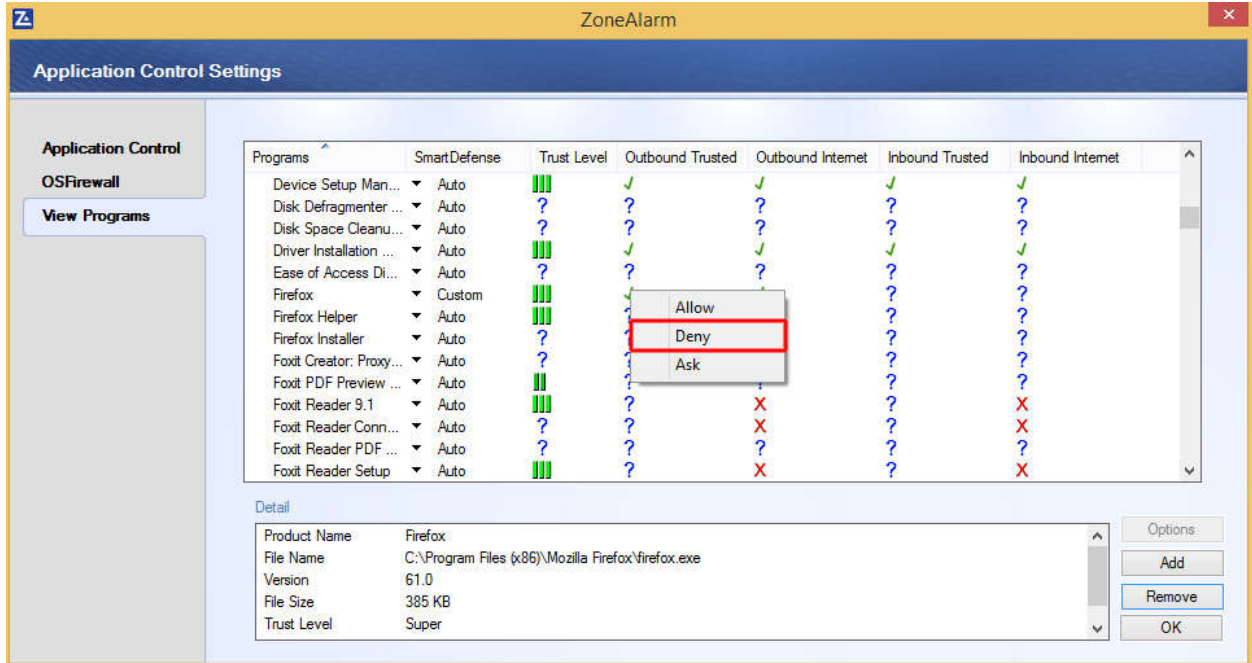 ZoneAlarm
Application Control Settings
Application Control
OSFirewall
View Programs
Programs SmartDefense Trust Level Outbound Trusted Outbound Internet Inbound Trusted Inbound Internet
Device Setup Man... Auto
Disk Defragmenter ... Auto
Disk Space Cleanu... Auto
Driver Installation ... Auto
Ease of Access Di... Auto
Firefox Custom
Firefox Helper Auto
Firefox Installer Auto
Foxit Creator: Proxy... Auto
Foxit PDF Preview ... Auto
Foxit Reader 9.1 Auto
Foxit Reader Conn... Auto
Foxit Reader PDF ... Auto
Foxit Reader Setup Auto
Allow
Deny
Ask
Detail
Product Name Firefox
File Name C:\Program Files (x86)\Mozilla Firefox\firefox.exe
Version 61.0
File Size 385 KB
Trust Level Super
Options
Add
Remove
OK